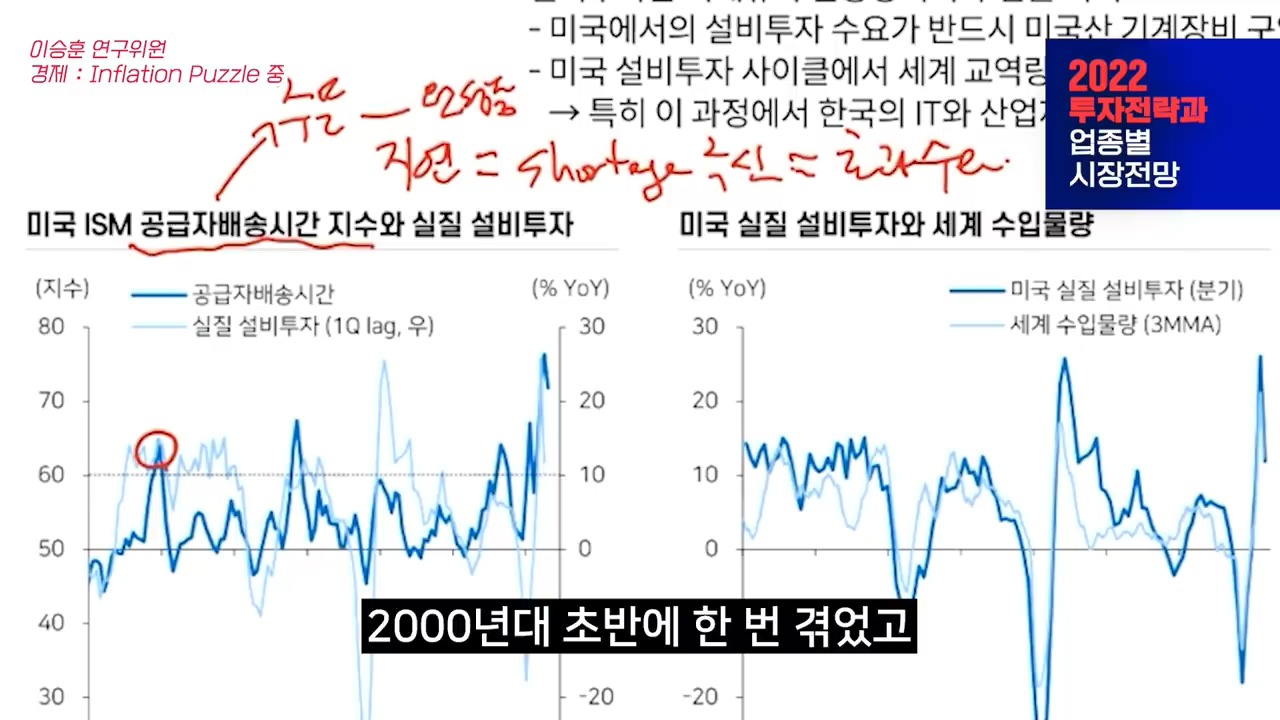 이승훈 연구위원
경제 : Inflation Puzzle 중
- 미국에서의 설비투자 수요가 반드시 미국산 기계장비 구
- 미국 설비투자 사이클에서 세계 교역량
→ 특히 이 과정에서 한국의 IT와 산업
2022
투자전략과
업종별
시장전망
지연 = Shortage
미국 ISM 공급자배송시간 지수와 실질 설비투자
(지수)
(% YoY)
공급자배송시간
실질 설비투자 (1Q lag, 우)
80
70
60
50
40
30
30
20
10
0
-20
미국 실질 설비투자와 세계 수입물량
(% YoY)
미국 실질 설비투자 (분기)
세계 수입물량 (3MMA)
30
20
10
0
-20
2000년대 초반에 한 번 겪었고